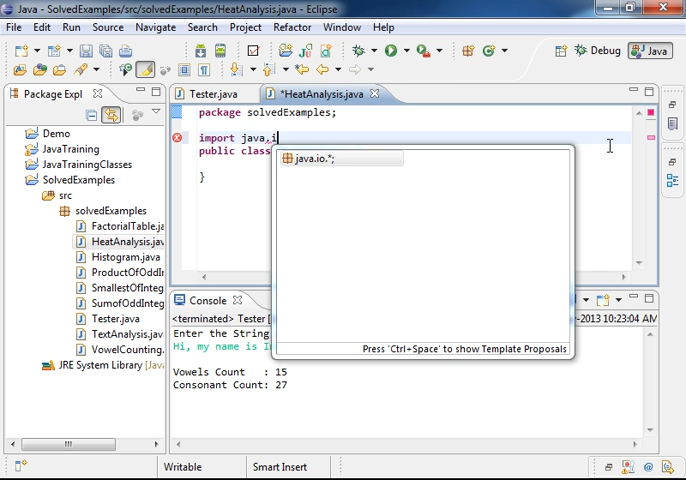 Java - SolvedExamples/src/solvedExamples/HeatAnalysis.java - Eclipse
File Edit Run Source Navigate Search Project Refactor Window Help
Debug Java
Package Expl
Tester.java *HeatAnalysis.java
package solvedExamples;
import java.i
public class
}
java.io.*;
Press 'Ctrl+Space' to show Template Proposals
Demo
JavaTraining
JavaTrainingClasses
SolvedExamples
src
solvedExamples
FactorialTable.ja
HeatAnalysis.jav
Histogram.java
ProductOfOddIn
SmallestOfInteg
SumofOddInteg
Tester.java
TextAnalysis.jav
VowelCounting.
JRE System Library [Ja
Console
<terminated> Tester [
-2013 10:23:04 AM
Enter the String
Hi, my name is I
Vowels Count : 15
Consonant Count: 27
Writable Smart Insert